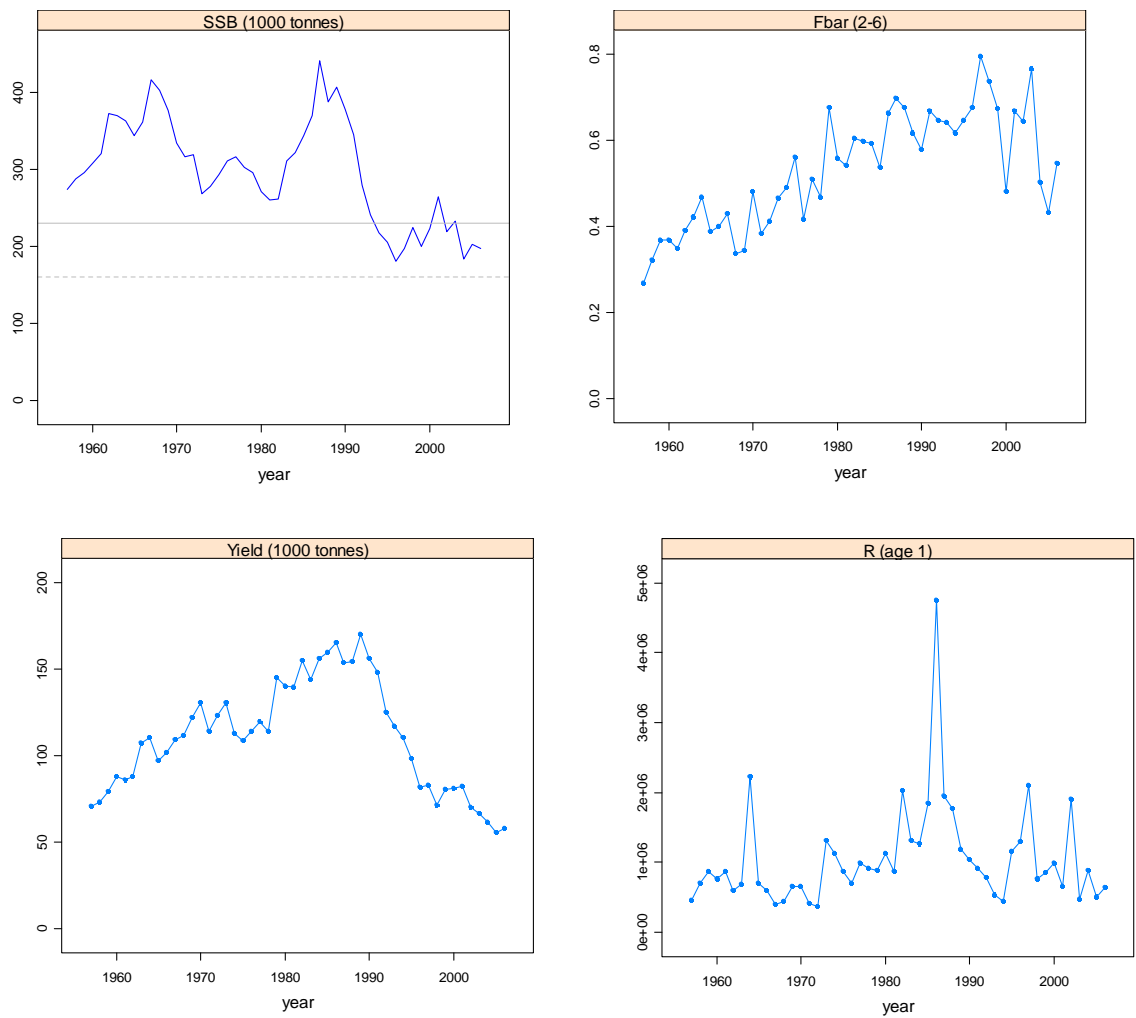 SSB (1000 tonnes)
400
300
200
100
0
1960 1970 1980 1990 2000
year
Fbar (2-6)
0.8
0.6
0.4
0.2
0.0
1960 1970 1980 1990 2000
year
Yield (1000 tonnes)
200
150
100
50
0
1960 1970 1980 1990 2000
year
R (age 1)
5e+06
4e+06
3e+06
2e+06
1e+06
0e+00
1960 1970 1980 1990 2000
year